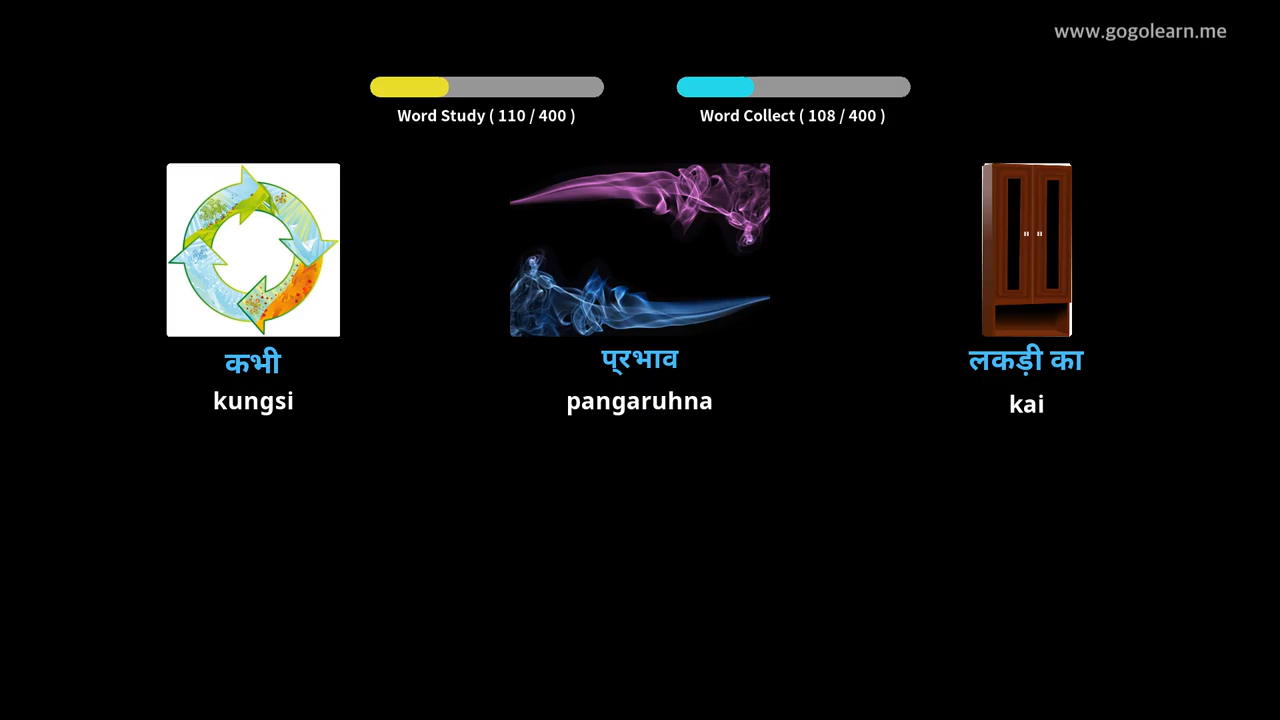 www.gogolearn.me
Word Study ( 110 / 400 )
Word Collect ( 108 / 400 )
कभी
kungsi
प्रभाव
pangaruhna
लकड़ी का
kai